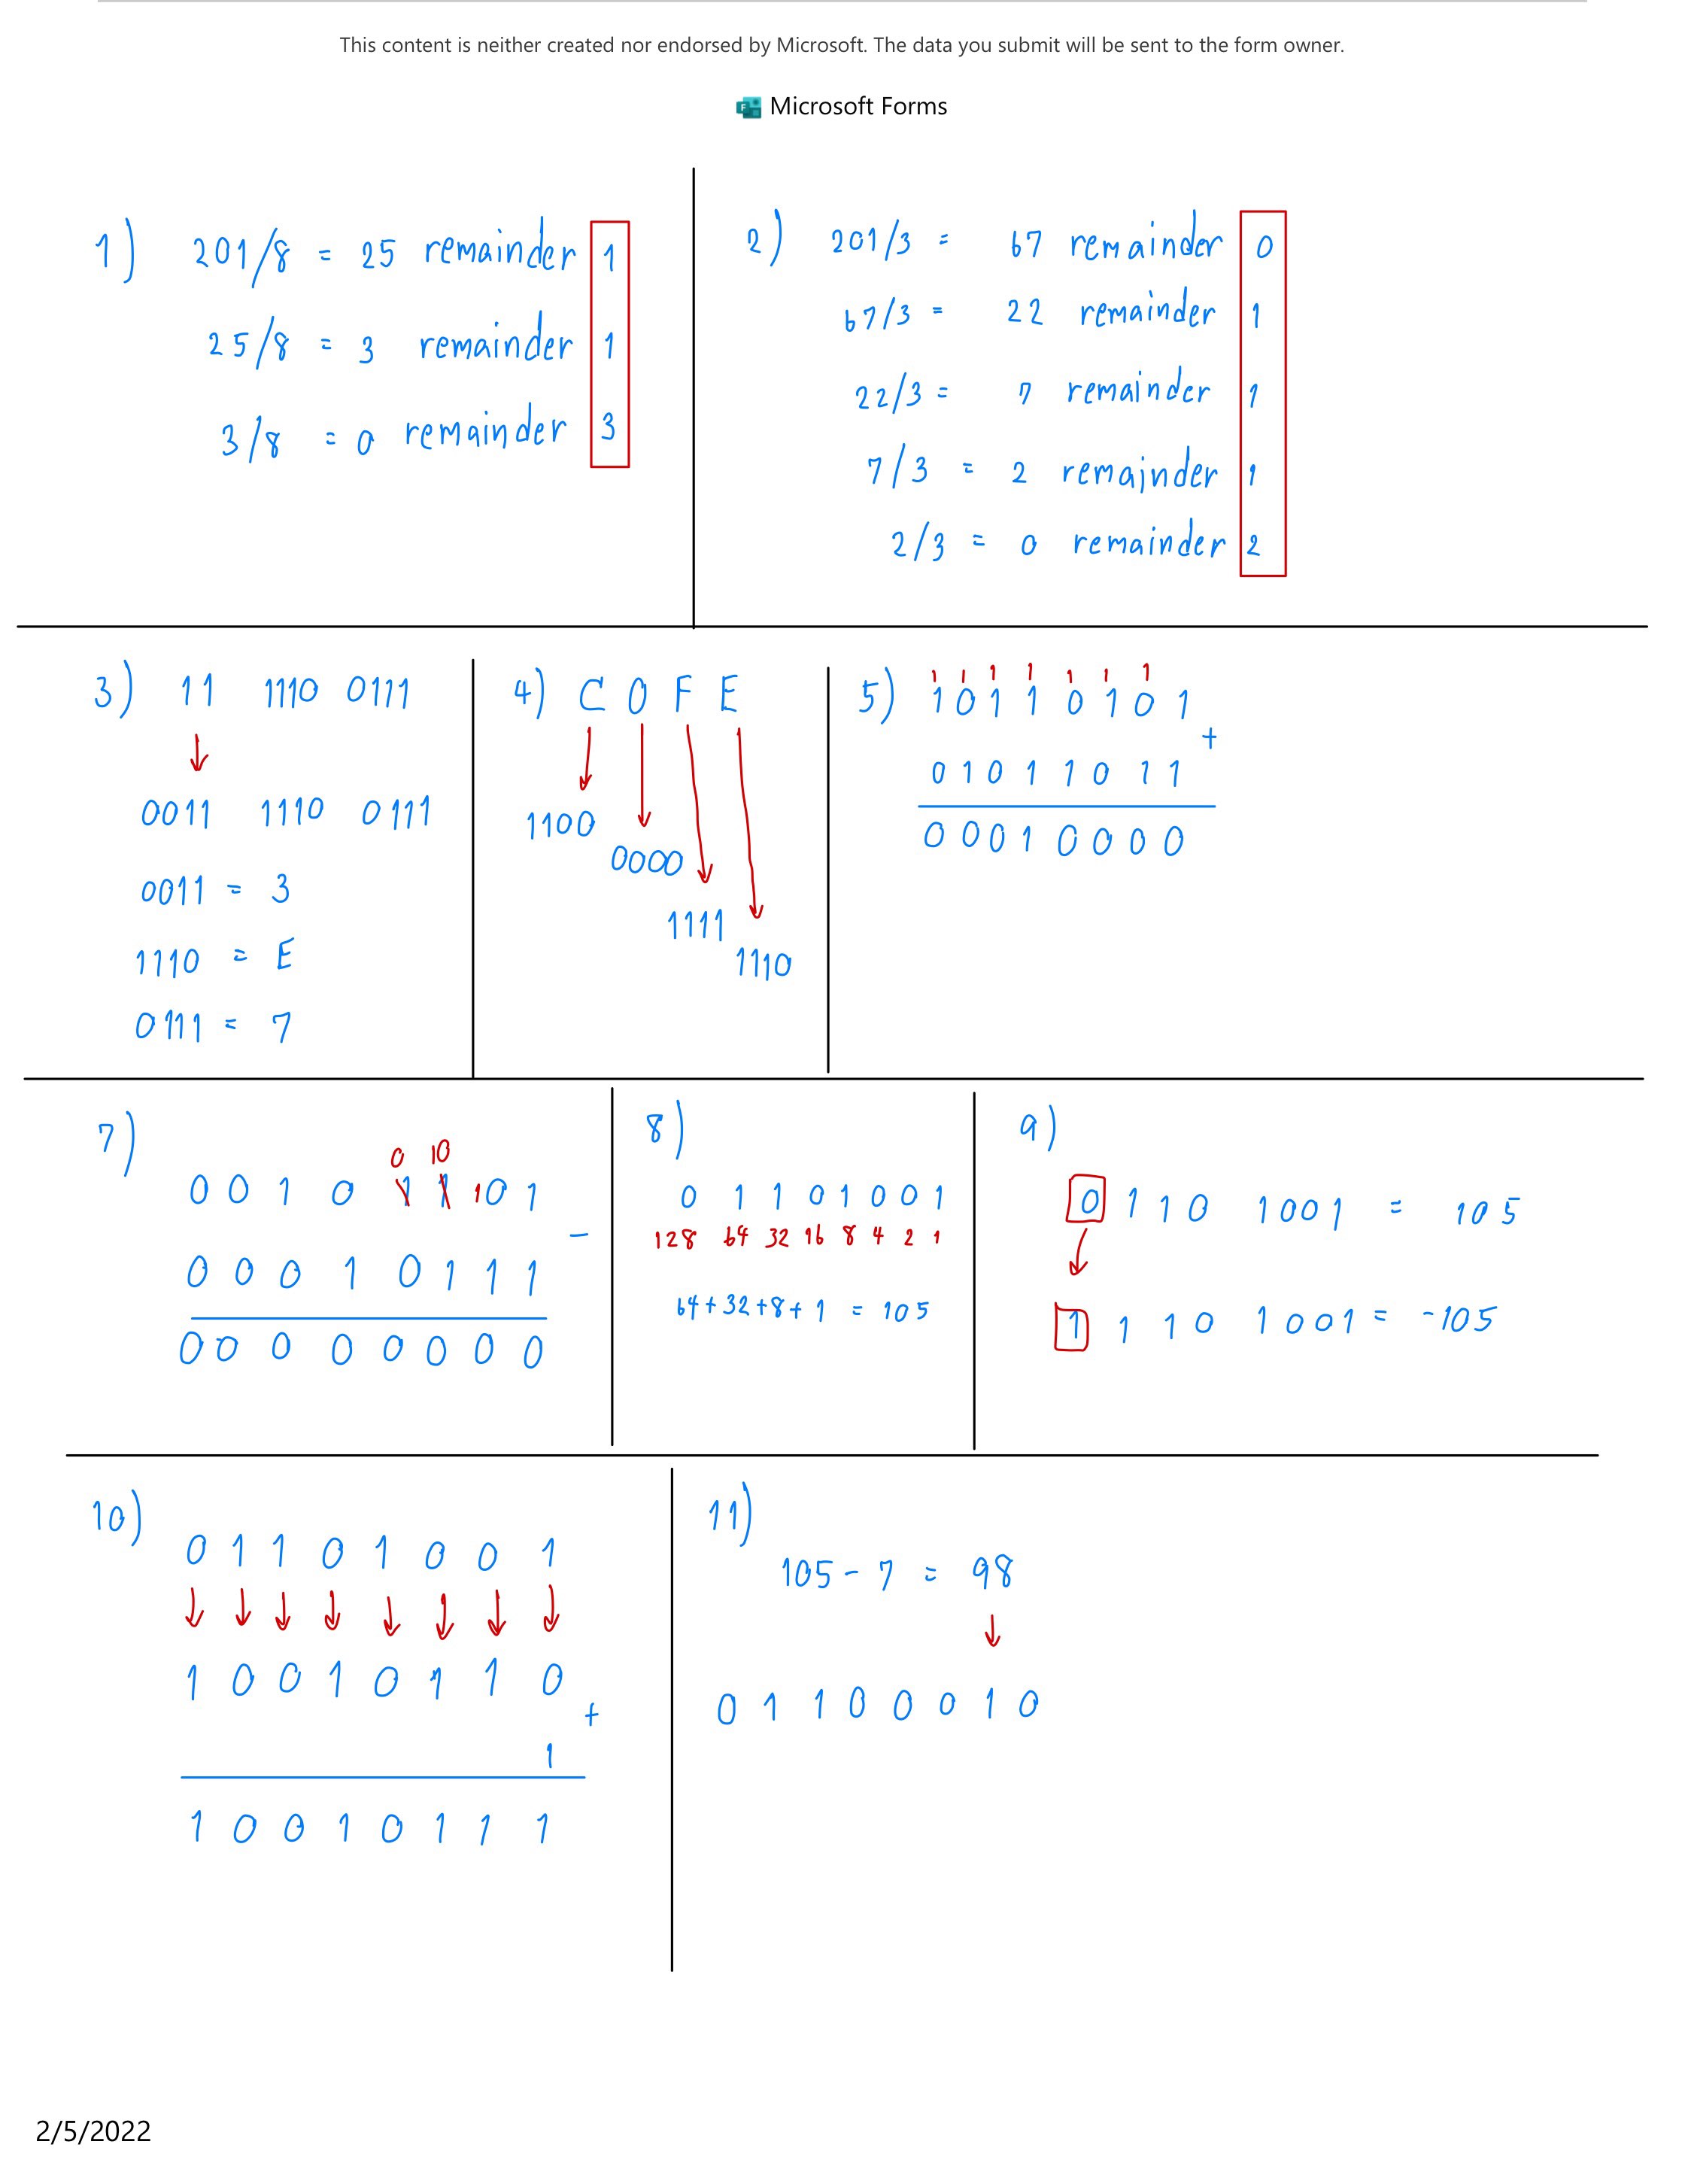 This content is neither created nor endorsed by Microsoft. The data you submit will be sent to the form owner.
Microsoft Forms
1) 201/8 = 25 remainder 1
25/8 = 3 remainder 1
3/8 = 0 remainder 3
2) 201/3 = 67 remainder 0
67/3 = 22 remainder 1
22/3 = 7 remainder 1
7/3 = 2 remainder 1
2/3 = 0 remainder 2
3) 11 1110 0111
↓
0011 1110 0111
0011 = 3
1110 = E
0111 = 7
4) C 0 F E
1100
0000
1111
1110
5) 1 1 1 1 1 1 1
1 0 1 1 0 1 0 1
+
0 1 0 1 1 0 1 1
0 0 0 1 0 0 0 0
7)
0 10
0 0 1 0 1 1 10 1
-
0 0 0 1 0 1 1 1
0 0 0 0 0 0 0 0
8)
0 1 1 0 1 0 0 1
128 64 32 16 8 4 2 1
64+32+8+1 = 105
9)
0 1 1 0 1 0 0 1 = 105
↓
1 1 1 0 1 0 0 1 = -105
10)
0 1 1 0 1 0 0 1
↓ ↓ ↓ ↓ ↓ ↓ ↓ ↓
1 0 0 1 0 1 1 0
+
1
1 0 0 1 0 1 1 1
11)
105 - 7 = 98
↓
0 1 1 0 0 0 1 0
2/5/2022